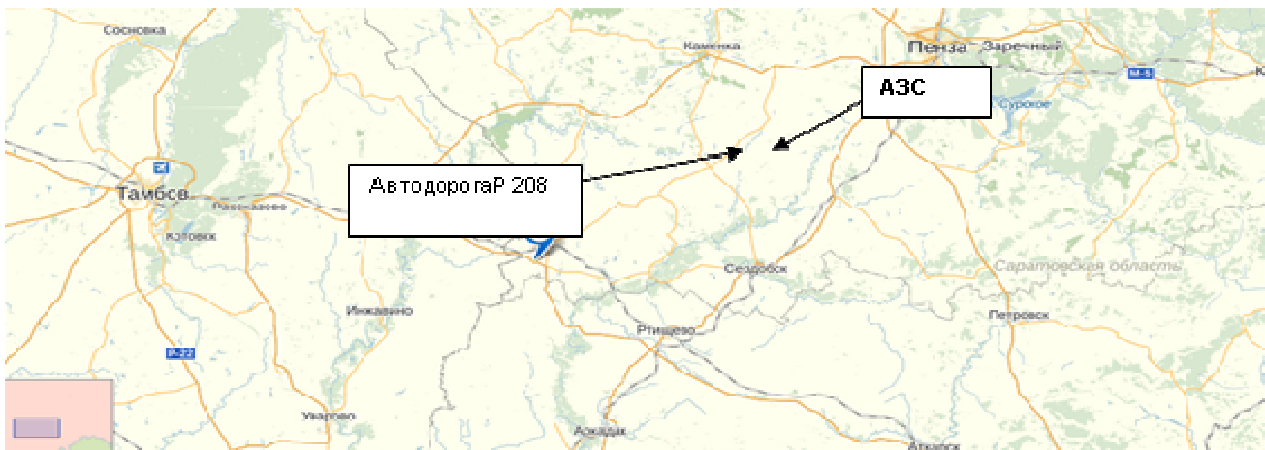 Сосновка
Каменка
Пенза
Заречный
М-5
АЗС
Сурское
АвтодорогаР 208
Тамбов
Рассказово
Котовск
Сердобск
Саратовская область
Инжавино
Петровск
Ртищево
Р-22
Уварово
Аркадак
Аткарск